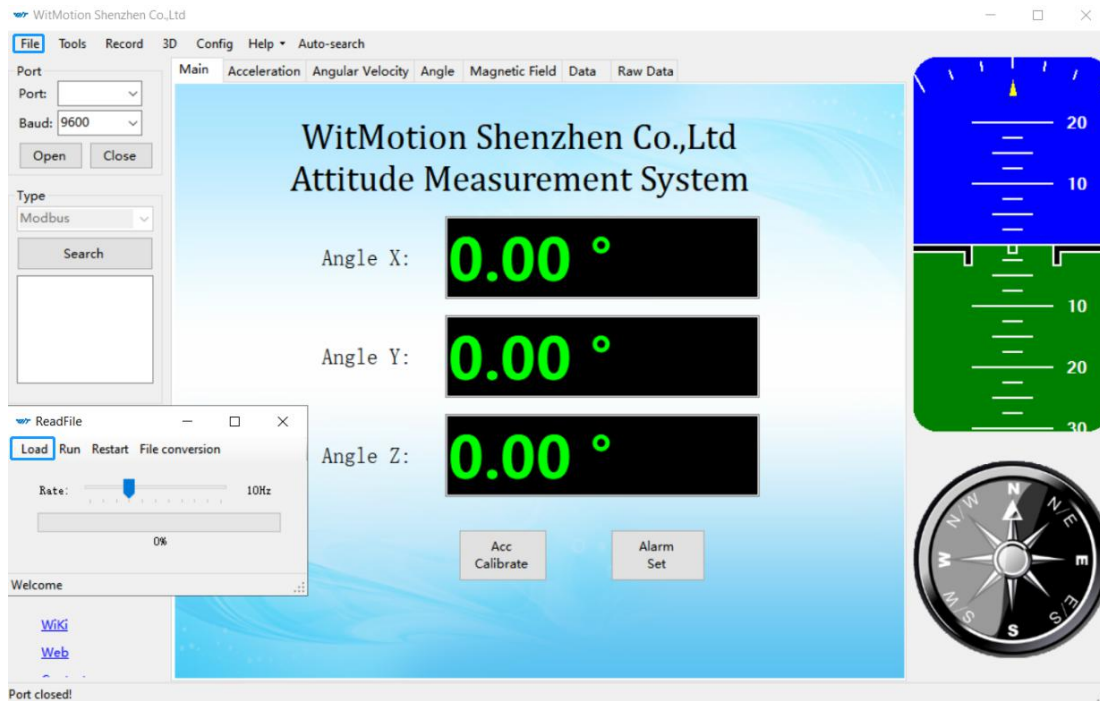 WitMotion Shenzhen Co.,Ltd
File Tools Record 3D Config Help Auto-search
Port
Port:
Baud: 9600
Open Close
Type
Modbus
Search
Main Acceleration Angular Velocity Angle Magnetic Field Data Raw Data
WitMotion Shenzhen Co.,Ltd
Attitude Measurement System
Angle X: 0.00 °
Angle Y: 0.00 °
Angle Z: 0.00 °
Acc
Calibrate
Alarm
Set
ReadFile
Load Run Restart File conversion
Rate: 10Hz
0%
Welcome
WiKi
Web
Port closed!
20
10
10
20
30
N
N/E
E
E/S
S
S/W
W
N/W